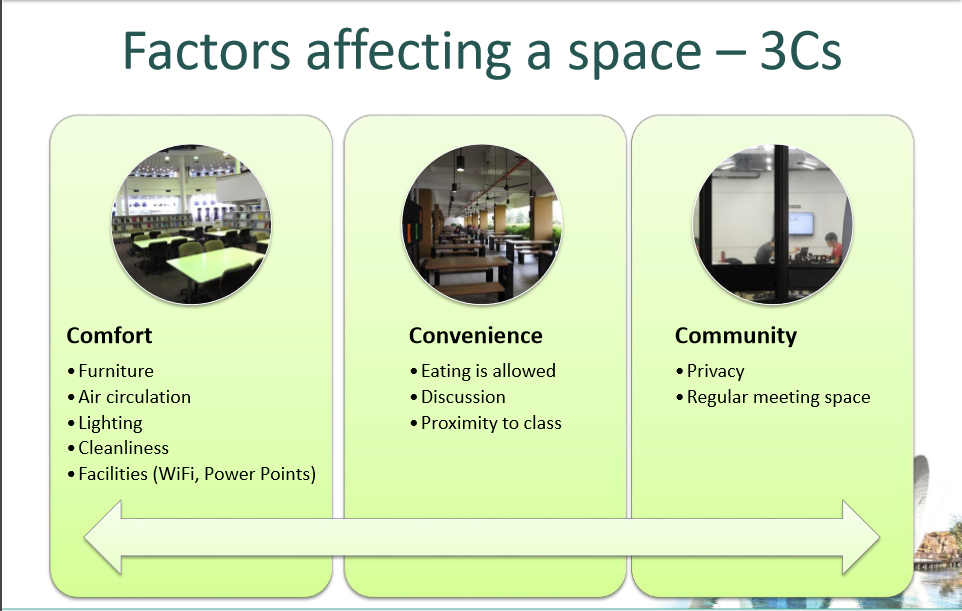 Factors affecting a space – 3Cs
Comfort
•Furniture
•Air circulation
•Lighting
•Cleanliness
•Facilities (WiFi, Power Points)
Convenience
•Eating is allowed
•Discussion
•Proximity to class
Community
•Privacy
•Regular meeting space